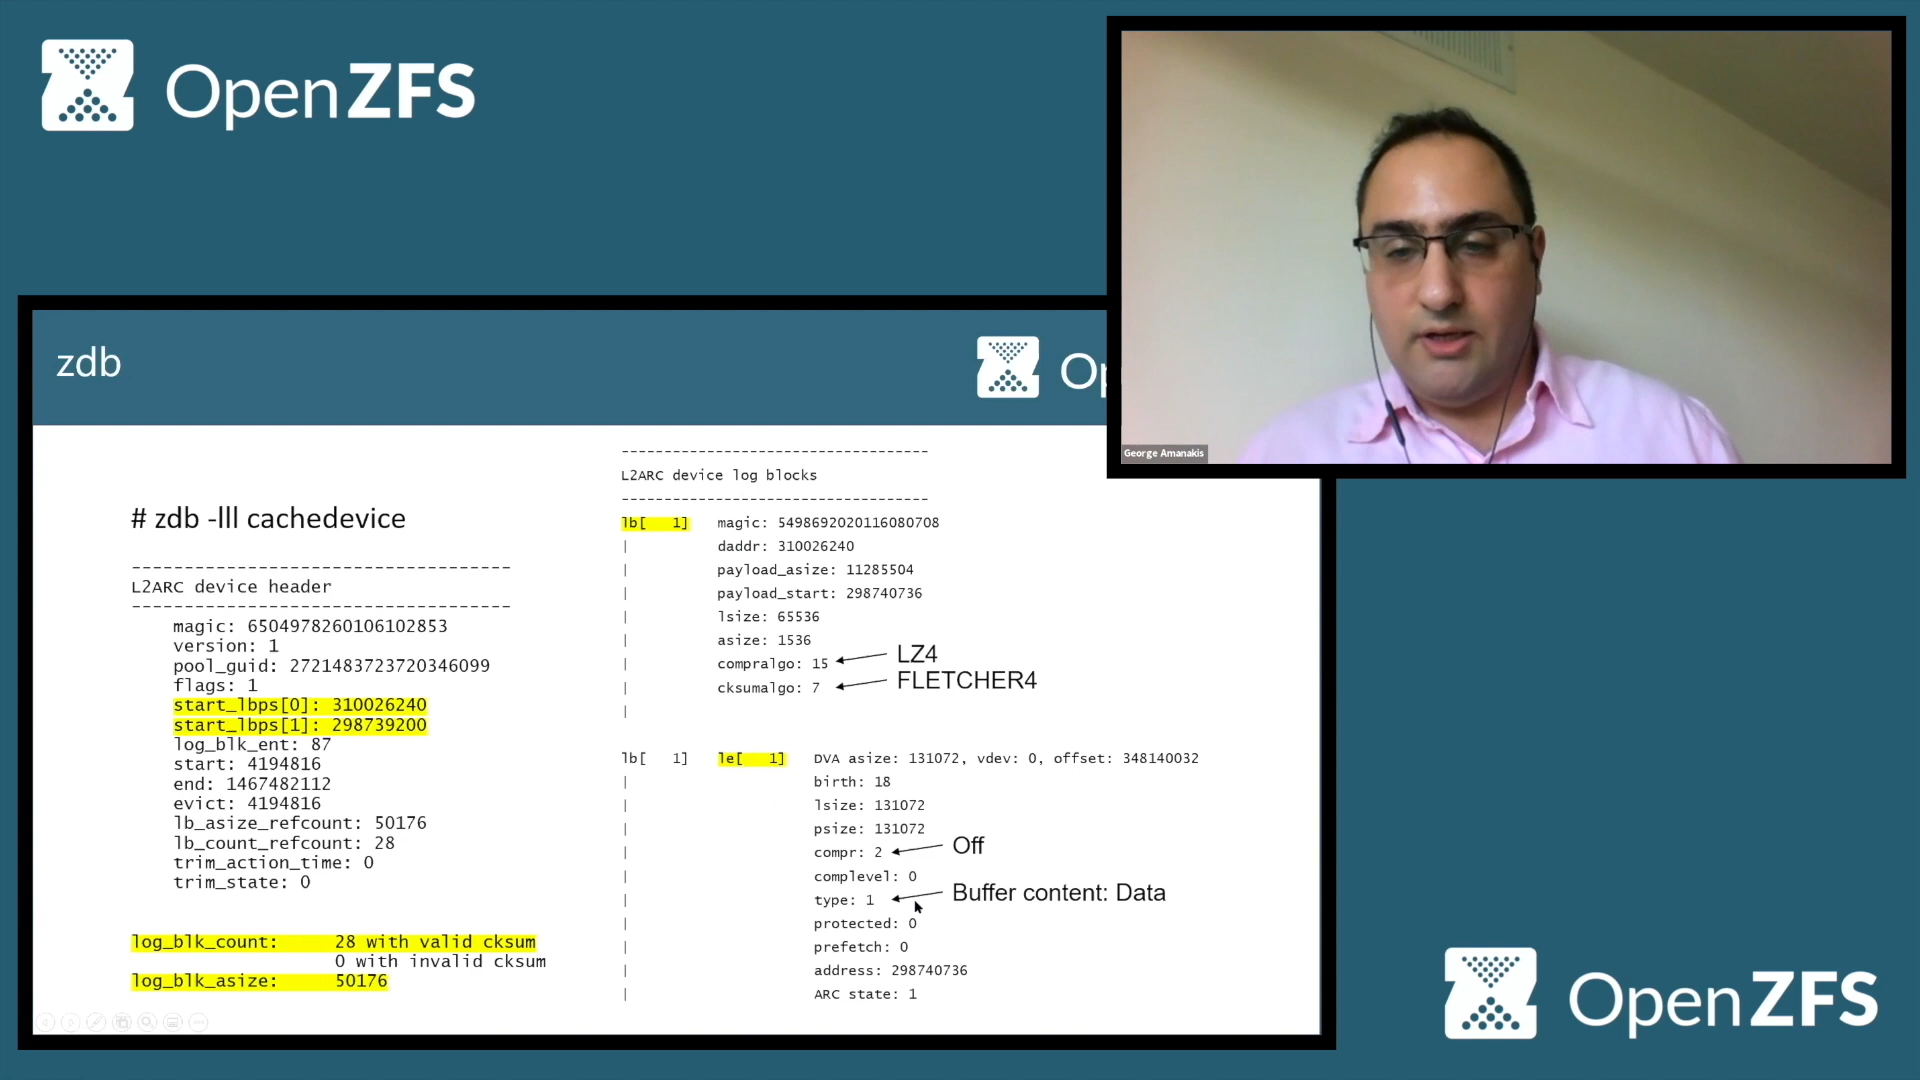 OpenZFS
George Amanakis
zdb
Op
# zdb -lll cachedevice
-----------------------------------
L2ARC device header
-----------------------------------
magic: 6504978260106102853
version: 1
pool_guid: 2721483723720346099
flags: 1
start_lbps[0]: 310026240
start_lbps[1]: 298739200
log_blk_ent: 87
start: 4194816
end: 1467482112
evict: 4194816
lb_asize_refcount: 50176
lb_count_refcount: 28
trim_action_time: 0
trim_state: 0
log_blk_count: 28 with valid cksum
0 with invalid cksum
log_blk_asize: 50176
-----------------------------------
L2ARC device log blocks
-----------------------------------
lb[ 1] magic: 5498692020116080708
| daddr: 310026240
| payload_asize: 11285504
| payload_start: 298740736
| lsize: 65536
| asize: 1536
| compralgo: 15 LZ4
| cksumalgo: 7 FLETCHER4
|
lb[ 1] le[ 1] DVA asize: 131072, vdev: 0, offset: 348140032
| birth: 18
| lsize: 131072
| psize: 131072
| compr: 2 Off
| complevel: 0
| type: 1 Buffer content: Data
| protected: 0
| prefetch: 0
| address: 298740736
| ARC state: 1
OpenZFS